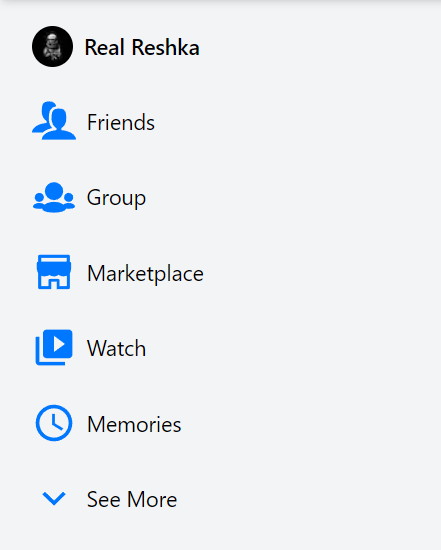 Real Reshka
Friends
Group
Marketplace
Watch
Memories
See More